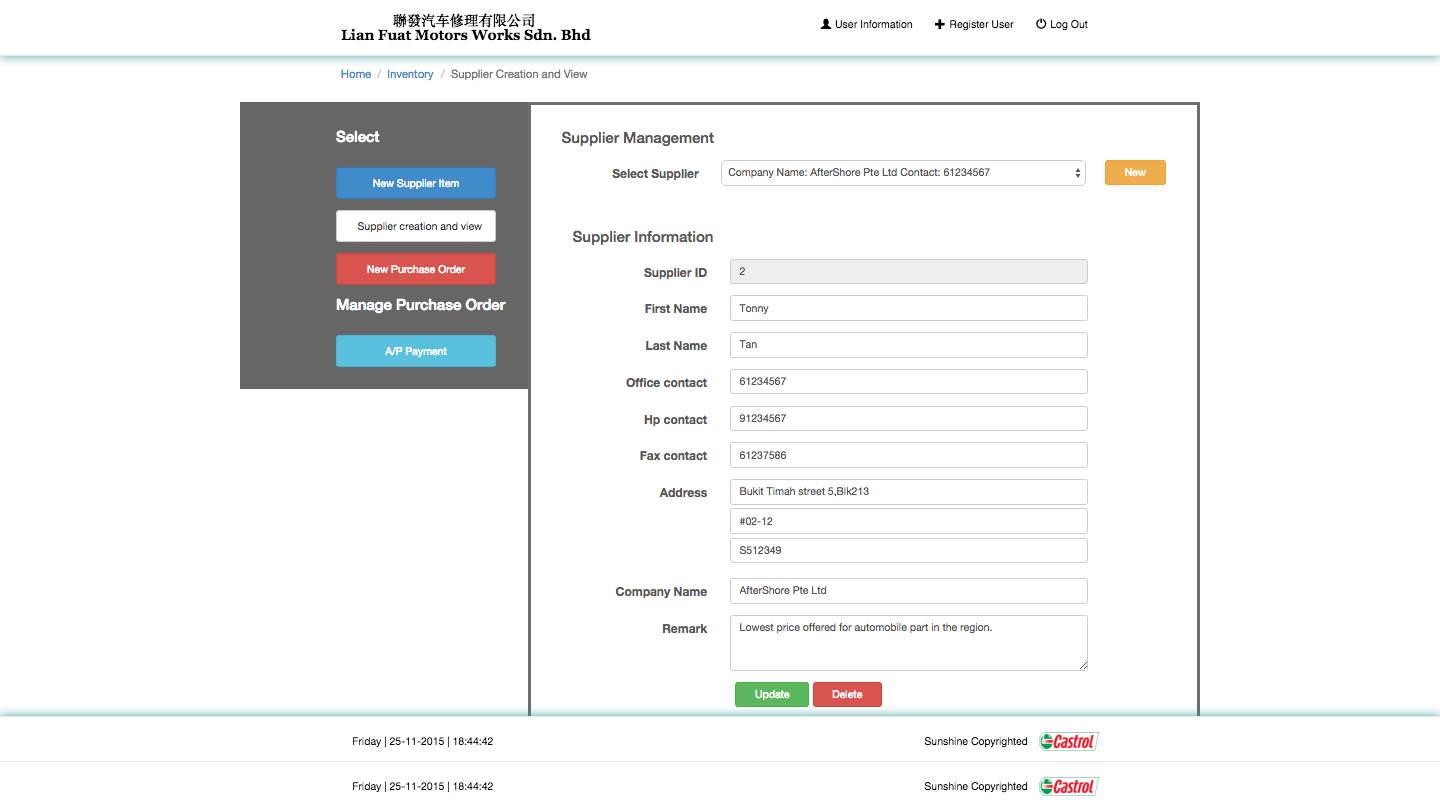 聯發汽车修理有限公司
Lian Fuat Motors Works Sdn. Bhd
User Information Register User Log Out
Home / Inventory / Supplier Creation and View
Select
New Supplier Item
Supplier creation and view
New Purchase Order
Manage Purchase Order
A/P Payment
Supplier Management
Select Supplier Company Name: AfterShore Pte Ltd Contact: 61234567 New
Supplier Information
Supplier ID 2
First Name Tonny
Last Name Tan
Office contact 61234567
Hp contact 91234567
Fax contact 61237586
Address Bukit Timah street 5,Blk213
#02-12
S512349
Company Name AfterShore Pte Ltd
Remark Lowest price offered for automobile part in the region.
Update Delete
Friday | 25-11-2015 | 18:44:42 Sunshine Copyrighted Castrol
Friday | 25-11-2015 | 18:44:42 Sunshine Copyrighted Castrol